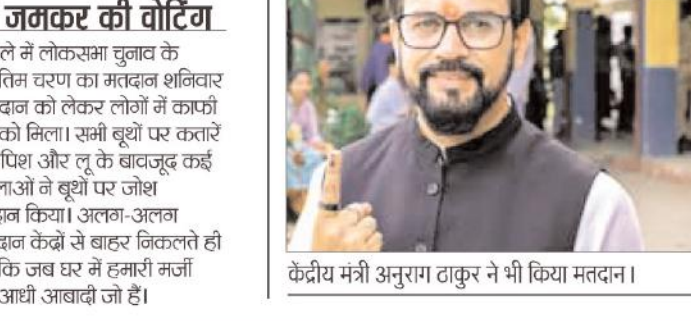 जमकर की वोटिंग
ले में लोकसभा चुनाव के
तिम चरण का मतदान शनिवार
दान को लेकर लोगों में काफी
को मिला। सभी बूथों पर कतारें
पिश और लू के बावजूद कई
लाओं ने बूथों पर जोश
दान किया। अलग-अलग
दान केंद्रों से बाहर निकलते ही
कि जब घर में हमारी मर्जी
आधी आबादी जो हैं।
केंद्रीय मंत्री अनुराग ठाकुर ने भी किया मतदान।